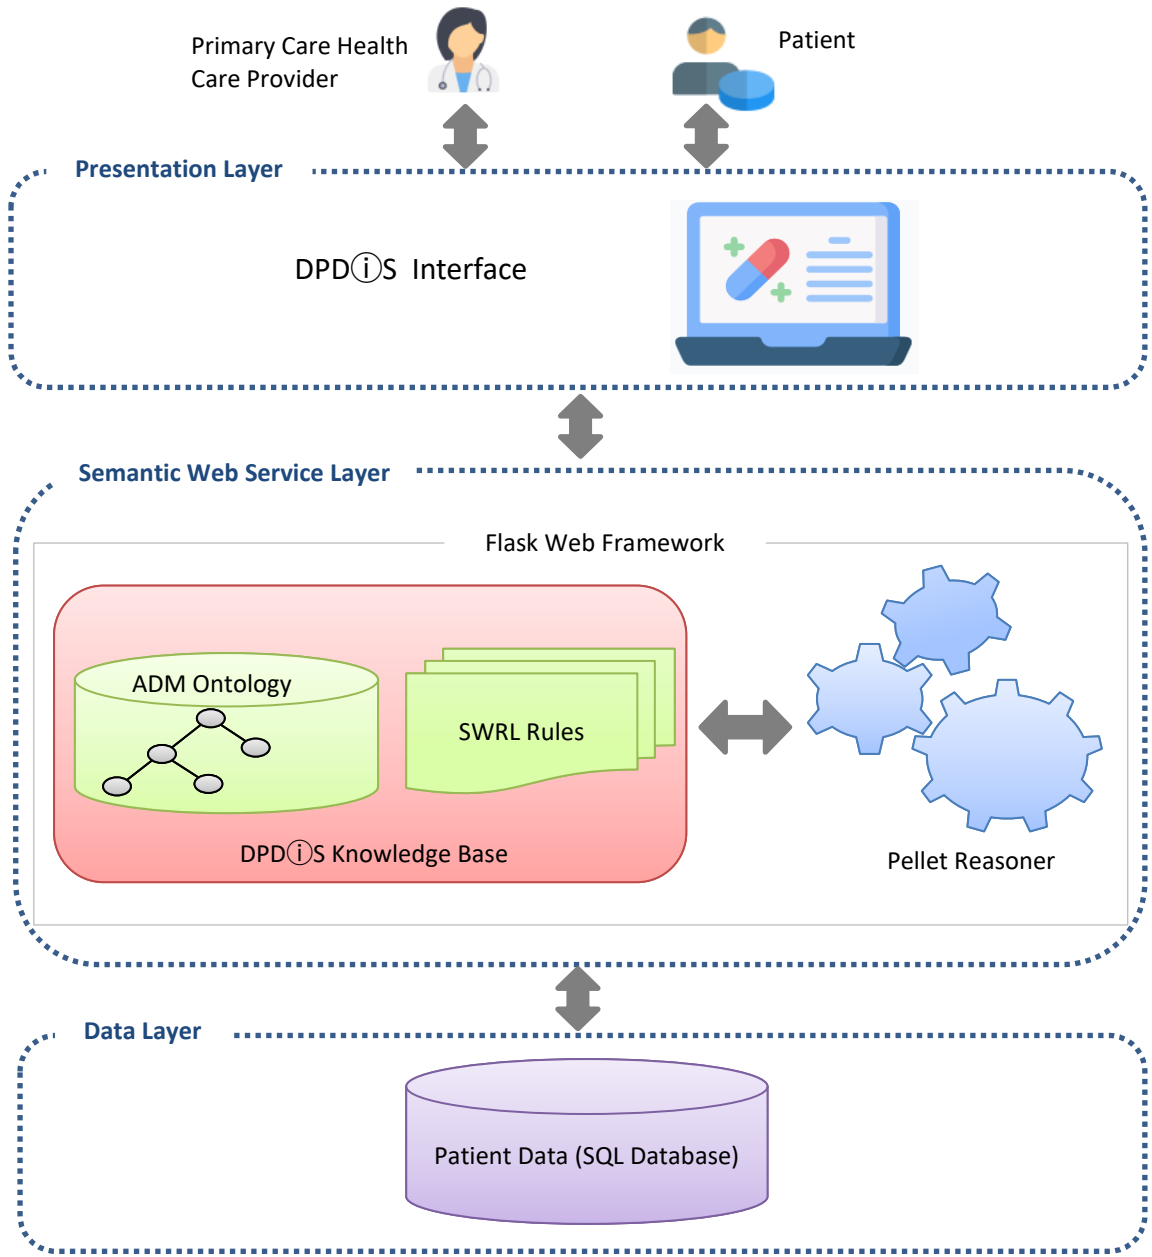 Primary Care Health
Care Provider
Patient
Presentation Layer
DPDⓘS Interface
Semantic Web Service Layer
Flask Web Framework
ADM Ontology
SWRL Rules
DPDⓘS Knowledge Base
Pellet Reasoner
Data Layer
Patient Data (SQL Database)